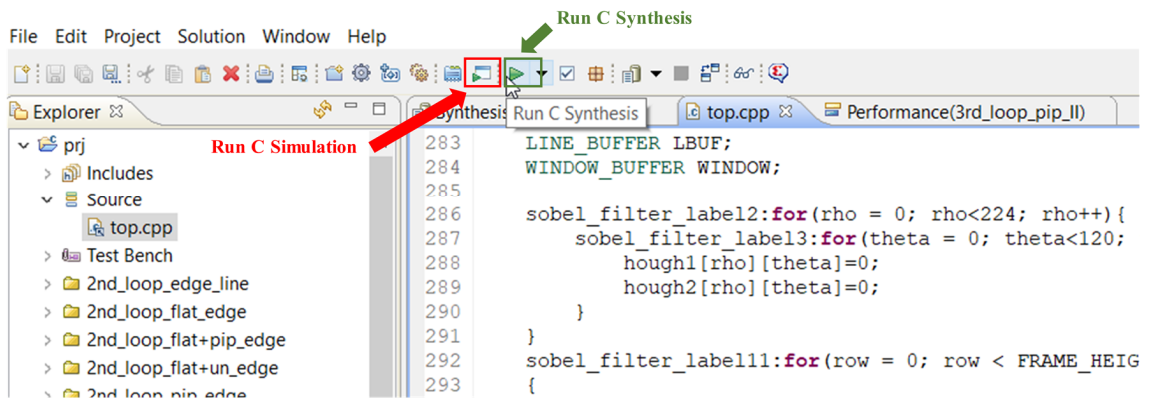 Run C Synthesis
File Edit Project Solution Window Help
Explorer
Synthesis
Run C Synthesis
top.cpp
Performance(3rd_loop_pip_II)
Run C Simulation
prj
Includes
Source
top.cpp
Test Bench
2nd_loop_edge_line
2nd_loop_flat_edge
2nd_loop_flat+pip_edge
2nd_loop_flat+un_edge
2nd_loop_pip_edge
283 LINE_BUFFER LBUF;
284 WINDOW_BUFFER WINDOW;
285
286 sobel_filter_label2:for(rho = 0; rho<224; rho++){
287 sobel_filter_label3:for(theta = 0; theta<120;
288 hough1[rho][theta]=0;
289 hough2[rho][theta]=0;
290 }
291 }
292 sobel_filter_label11:for(row = 0; row < FRAME_HEIG
293 {